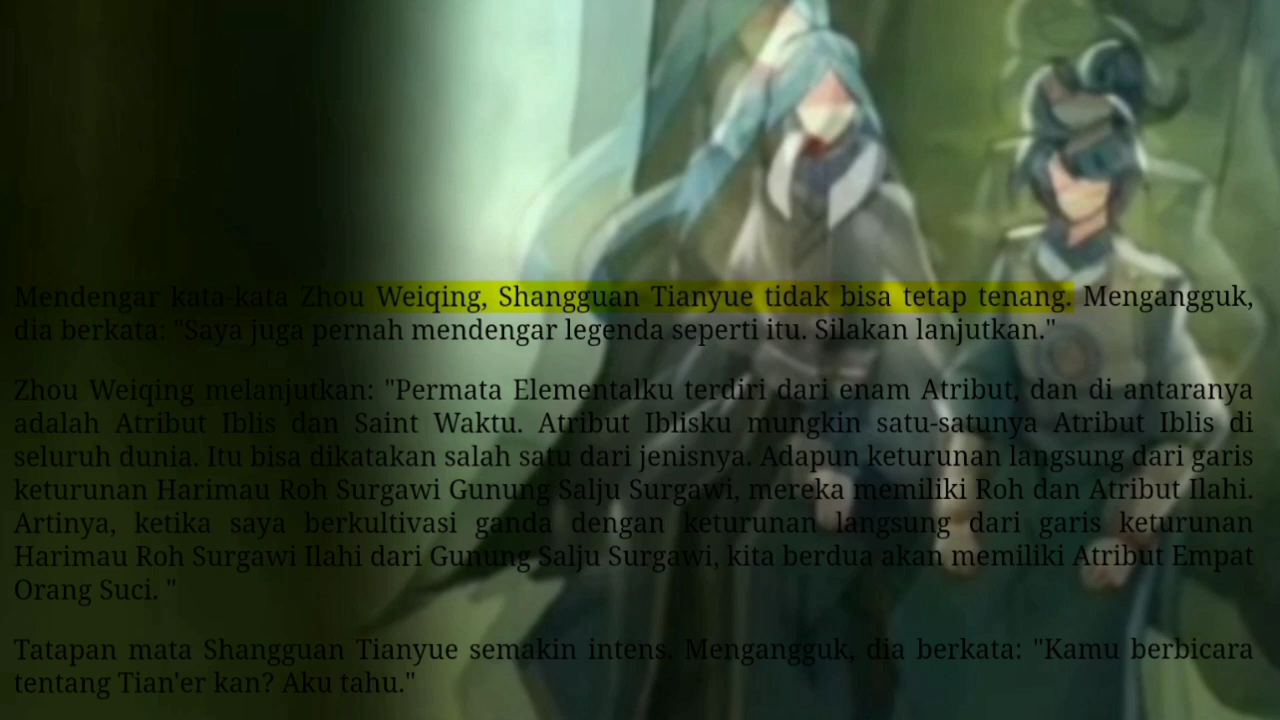 Mendengar kata-kata Zhou Weiqing, Shangguan Tianyue tidak bisa tetap tenang. Mengangguk,
dia berkata: "Saya juga pernah mendengar legenda seperti itu. Silakan lanjutkan."
Zhou Weiqing melanjutkan: "Permata Elementalku terdiri dari enam Atribut, dan di antaranya
adalah Atribut Iblis dan Saint Waktu. Atribut Iblisku mungkin satu-satunya Atribut Iblis di
seluruh dunia. Itu bisa dikatakan salah satu dari jenisnya. Adapun keturunan langsung dari garis
keturunan Harimau Roh Surgawi Gunung Salju Surgawi, mereka memiliki Roh dan Atribut Ilahi.
Artinya, ketika saya berkultivasi ganda dengan keturunan langsung dari garis keturunan
Harimau Roh Surgawi Ilahi dari Gunung Salju Surgawi, kita berdua akan memiliki Atribut Empat
Orang Suci. "
Tatapan mata Shangguan Tianyue semakin intens. Mengangguk, dia berkata: "Kamu berbicara
tentang Tian'er kan? Aku tahu."